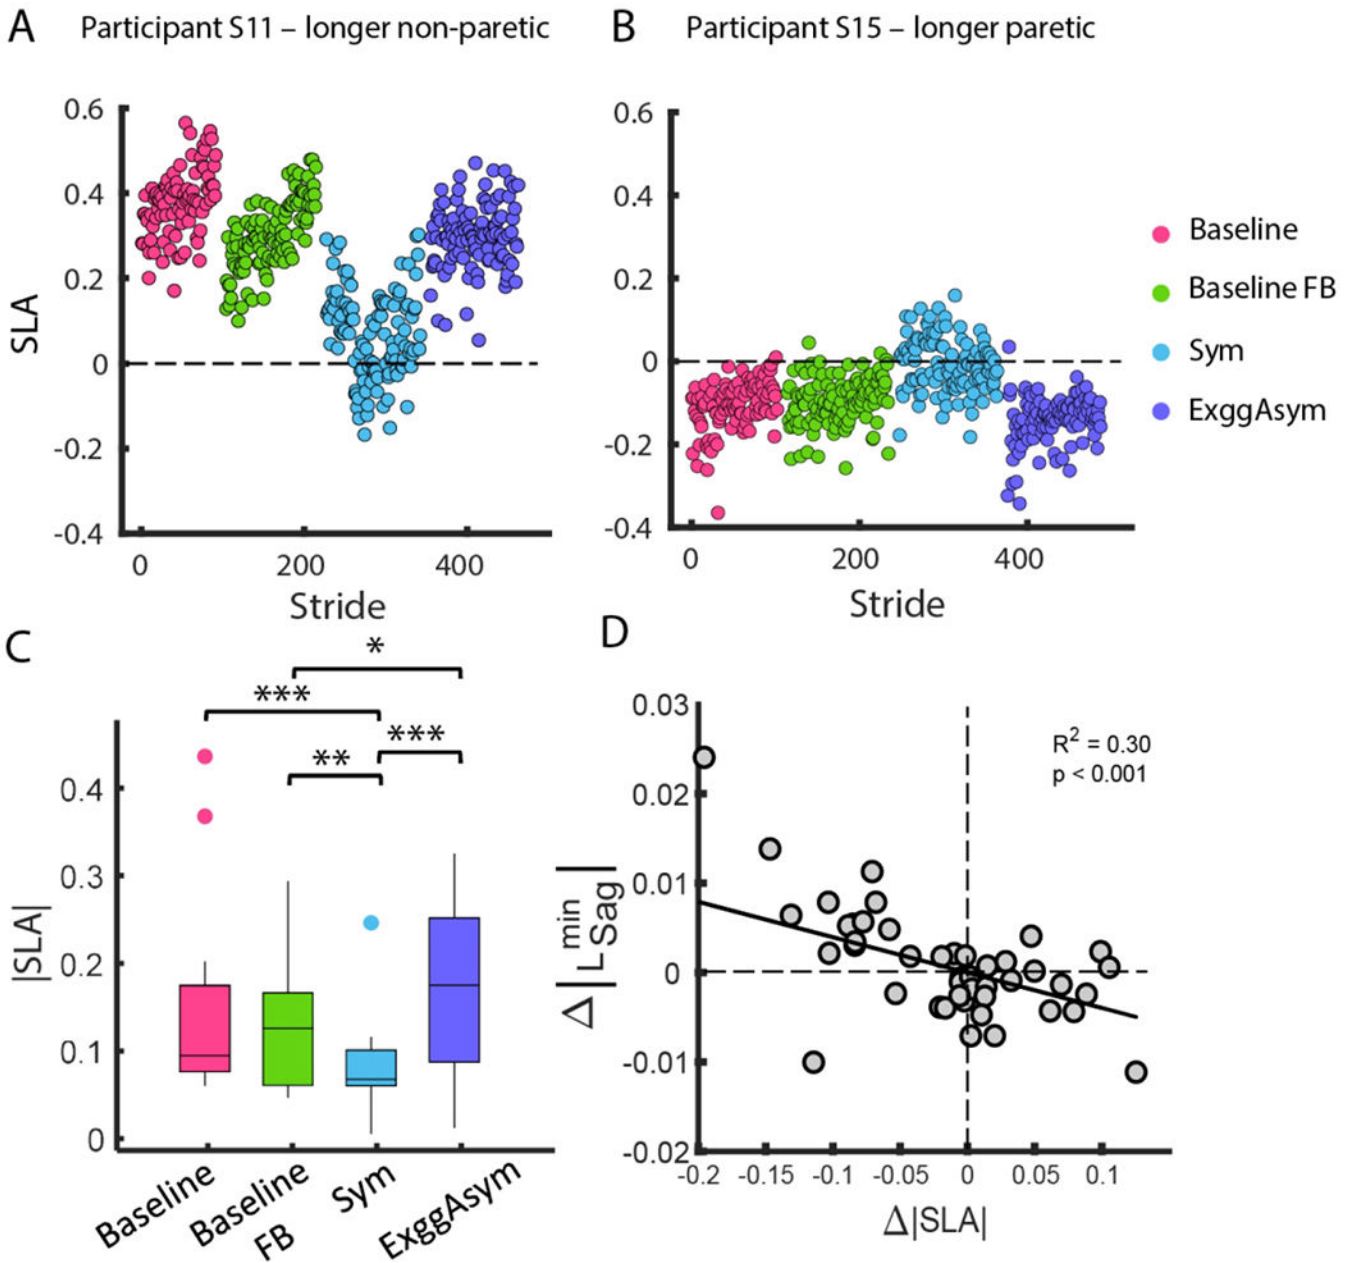 A Participant S11 – longer non-paretic
B Participant S15 – longer paretic
SLA
0.6
0.4
0.2
0
-0.2
-0.4
0 200 400
Stride
0.6
0.4
0.2
0
-0.2
-0.4
0 200 400
Stride
Baseline
Baseline FB
Sym
ExggAsym
C
*
***
***
**
|SLA|
0.4
0.3
0.2
0.1
0
Baseline
Baseline
FB
Sym
ExggAsym
D
Δ|L min Sag|
0.03
0.02
0.01
0
-0.01
-0.02
R² = 0.30
p < 0.001
-0.2 -0.15 -0.1 -0.05 0 0.05 0.1
Δ|SLA|